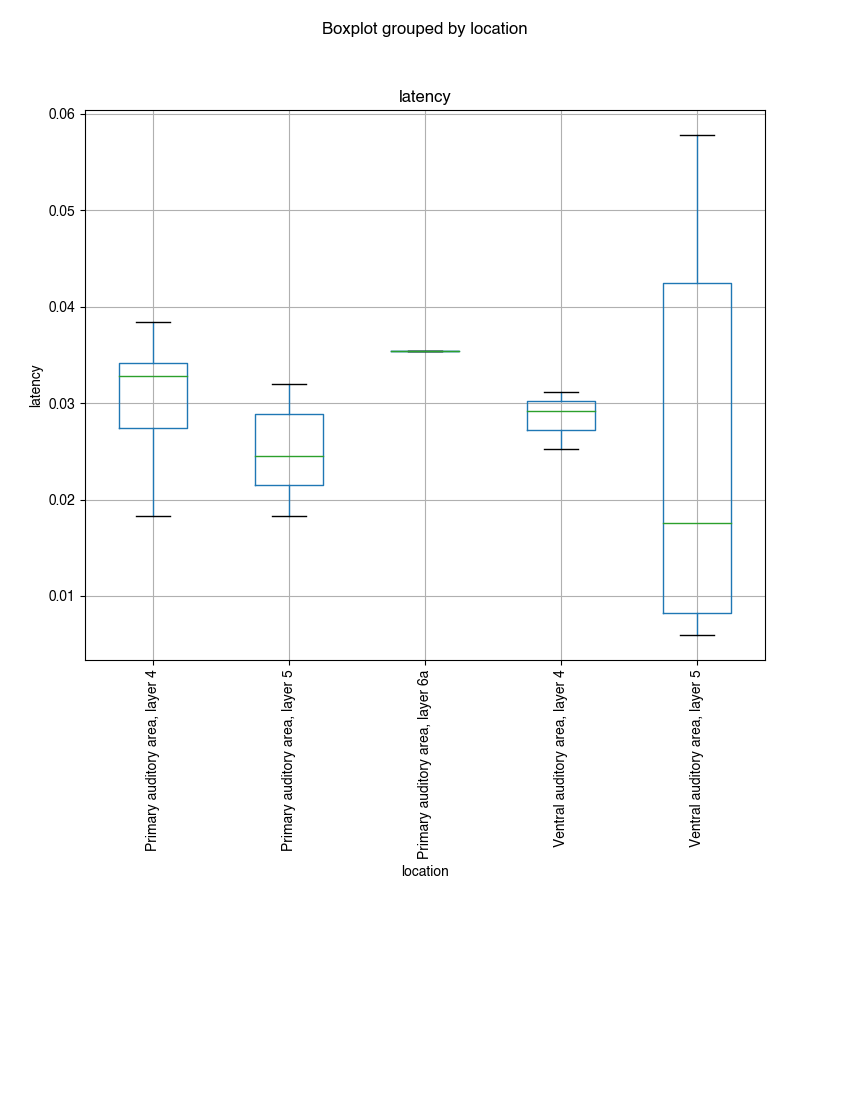 Boxplot grouped by location
latency
0.06
0.05
0.04
0.03
0.02
0.01
latency
Primary auditory area, layer 4
Primary auditory area, layer 5
Primary auditory area, layer 6a
Ventral auditory area, layer 4
Ventral auditory area, layer 5
location